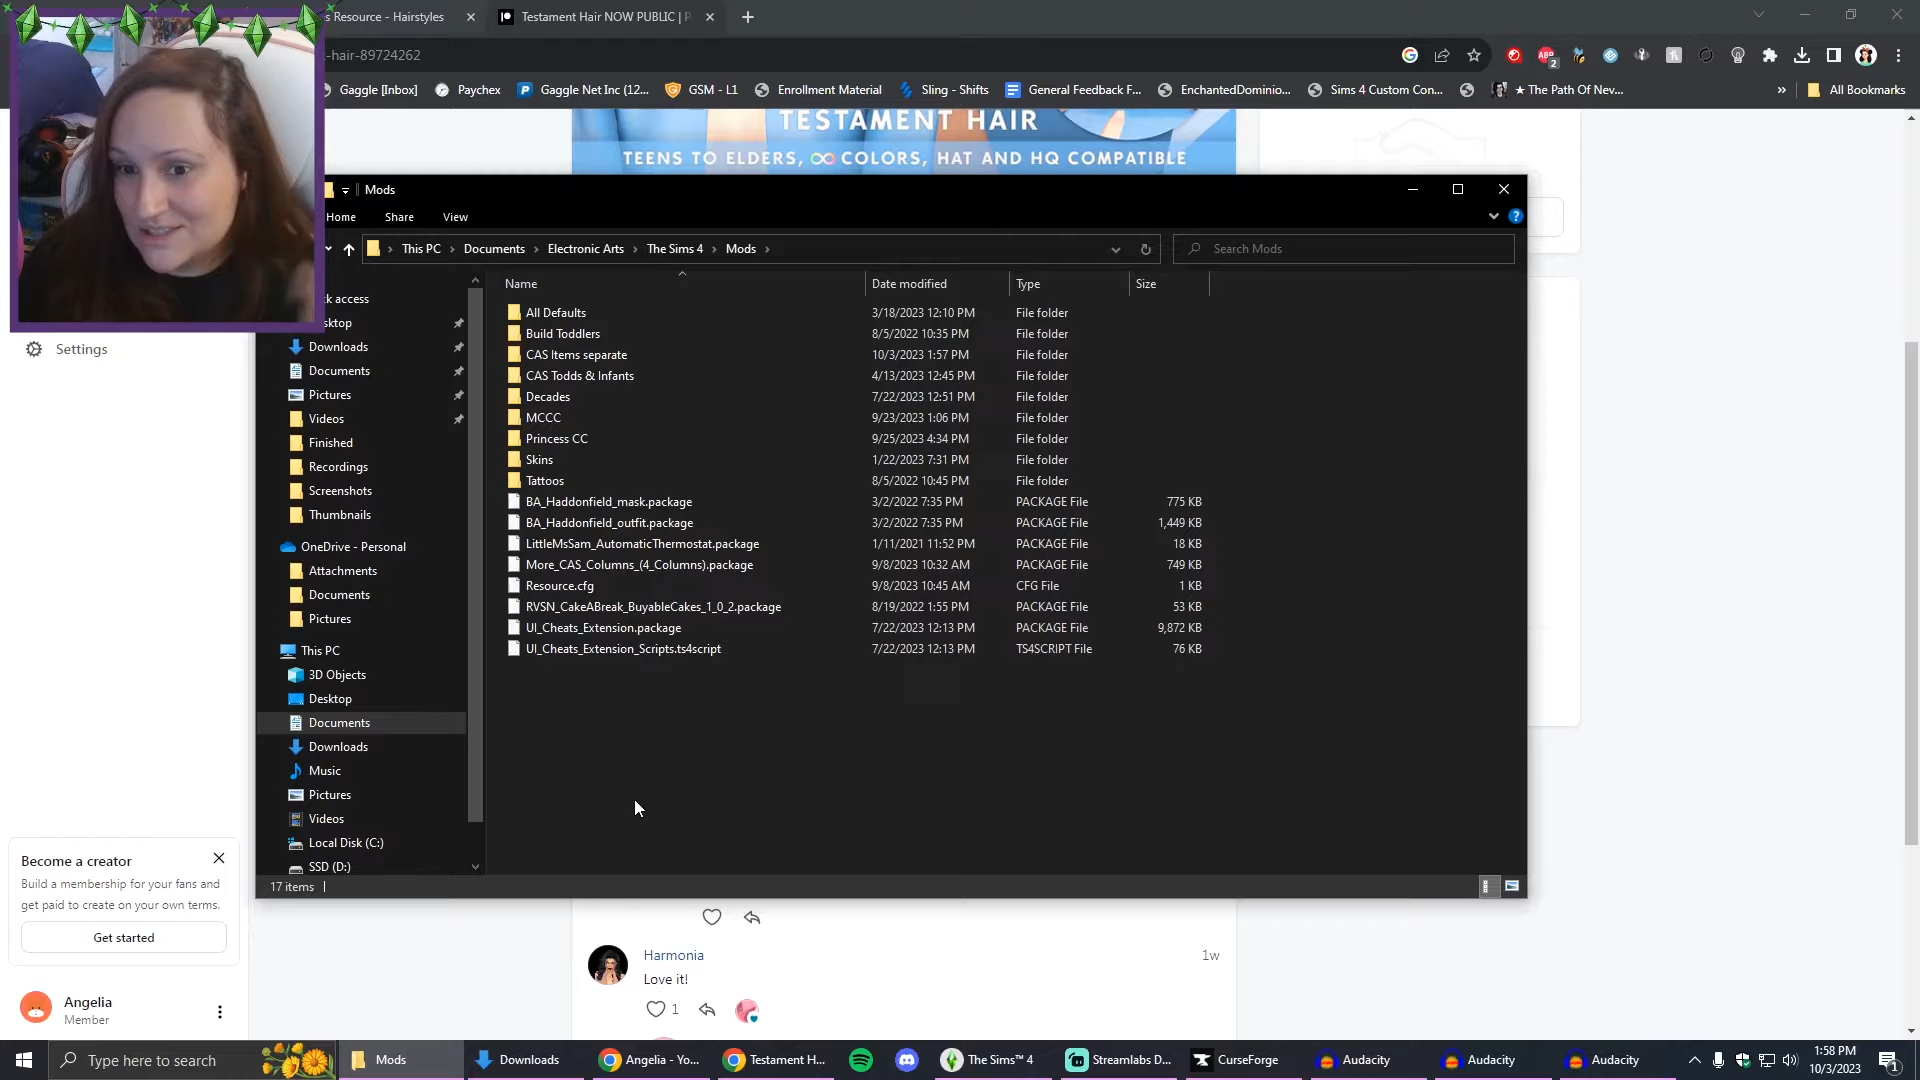 s Resource - Hairstyles
Testament Hair NOW PUBLIC | P
-hair-89724262
Gaggle [Inbox]
Paychex
Gaggle Net Inc (12...
GSM - L1
Enrollment Material
Sling - Shifts
General Feedback F...
EnchantedDominio...
Sims 4 Custom Con...
★ The Path Of Nev...
»
All Bookmarks
TESTAMENT HAIR
TEENS TO ELDERS, ∞ COLORS, HAT AND HQ COMPATIBLE
Mods
Home
Share
View
This PC > Documents > Electronic Arts > The Sims 4 > Mods >
Search Mods
Name
Date modified
Type
Size
All Defaults 3/18/2023 12:10 PM File folder
Build Toddlers 8/5/2022 10:35 PM File folder
CAS Items separate 10/3/2023 1:57 PM File folder
CAS Todds & Infants 4/13/2023 12:45 PM File folder
Decades 7/22/2023 12:51 PM File folder
MCCC 9/23/2023 1:06 PM File folder
Princess CC 9/25/2023 4:34 PM File folder
Skins 1/22/2023 7:31 PM File folder
Tattoos 8/5/2022 10:45 PM File folder
BA_Haddonfield_mask.package 3/2/2022 7:35 PM PACKAGE File 775 KB
BA_Haddonfield_outfit.package 3/2/2022 7:35 PM PACKAGE File 1,449 KB
LittleMsSam_AutomaticThermostat.package 1/11/2021 11:52 PM PACKAGE File 18 KB
More_CAS_Columns_(4_Columns).package 9/8/2023 10:32 AM PACKAGE File 749 KB
Resource.cfg 9/8/2023 10:45 AM CFG File 1 KB
RVSN_CakeABreak_BuyableCakes_1_0_2.package 8/19/2022 1:55 PM PACKAGE File 53 KB
UI_Cheats_Extension.package 7/22/2023 12:13 PM PACKAGE File 9,872 KB
UI_Cheats_Extension_Scripts.ts4script 7/22/2023 12:13 PM TS4SCRIPT File 76 KB
ck access
sktop
Downloads
Documents
Pictures
Videos
Finished
Recordings
Screenshots
Thumbnails
OneDrive - Personal
Attachments
Documents
Pictures
This PC
3D Objects
Desktop
Documents
Downloads
Music
Pictures
Videos
Local Disk (C:)
SSD (D:)
17 items
Settings
Become a creator
Build a membership for your fans and
get paid to create on your own terms.
Get started
Angelia
Member
Harmonia
1w
Love it!
1
Type here to search
Mods
Downloads
Angelia - Yo...
Testament H...
The Sims™ 4
Streamlabs D...
CurseForge
Audacity
Audacity
Audacity
1:58 PM
10/3/2023